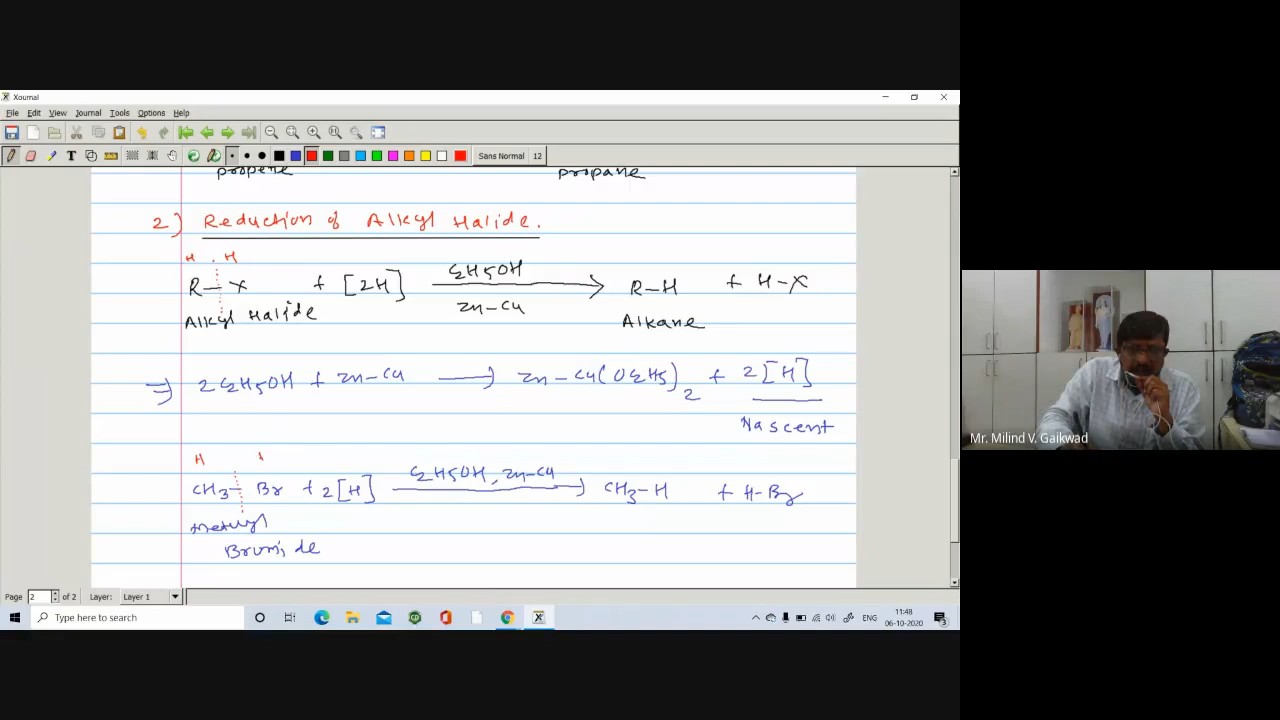 Xournal
File Edit View Journal Tools Options Help
Sans Normal 12
propene propane
2) Reduction of Alkyl Halide.
H H
R-X + [2H] C2H5OH R-H + H-X
Zn-Cu
Alkyl Halide Alkane
⇒ 2C2H5OH + Zn-Cu → Zn-Cu(OC2H5)2 + 2[H]
Nascent
H
CH3-Br + 2[H] C2H5OH, Zn-Cu → CH3-H + H-Br
Methyl
Bromide
Mr. Milind V. Gaikwad
Page 2 of 2 Layer: Layer 1
Type here to search
ENG 11:48
06-10-2020
3